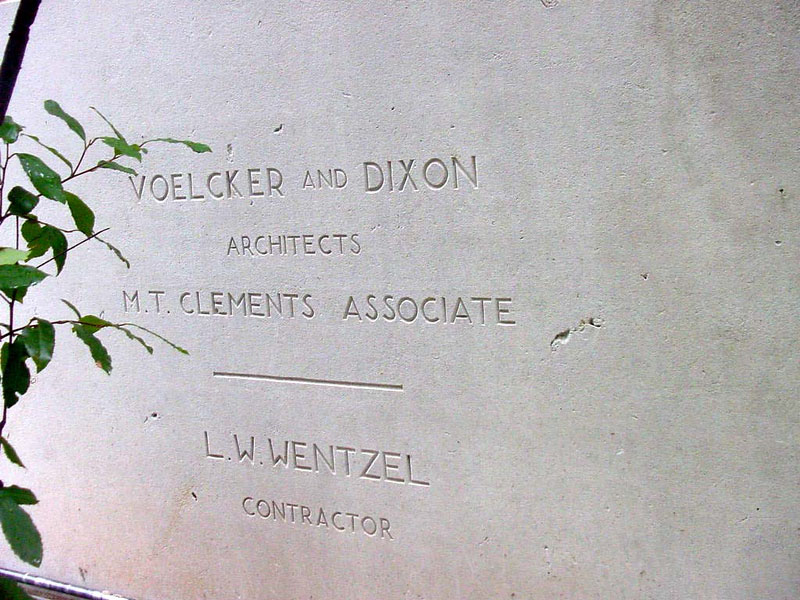 VOELCKER AND DIXON
ARCHITECTS
M.T. CLEMENTS ASSOCIATE
L.W. WENTZEL
CONTRACTOR